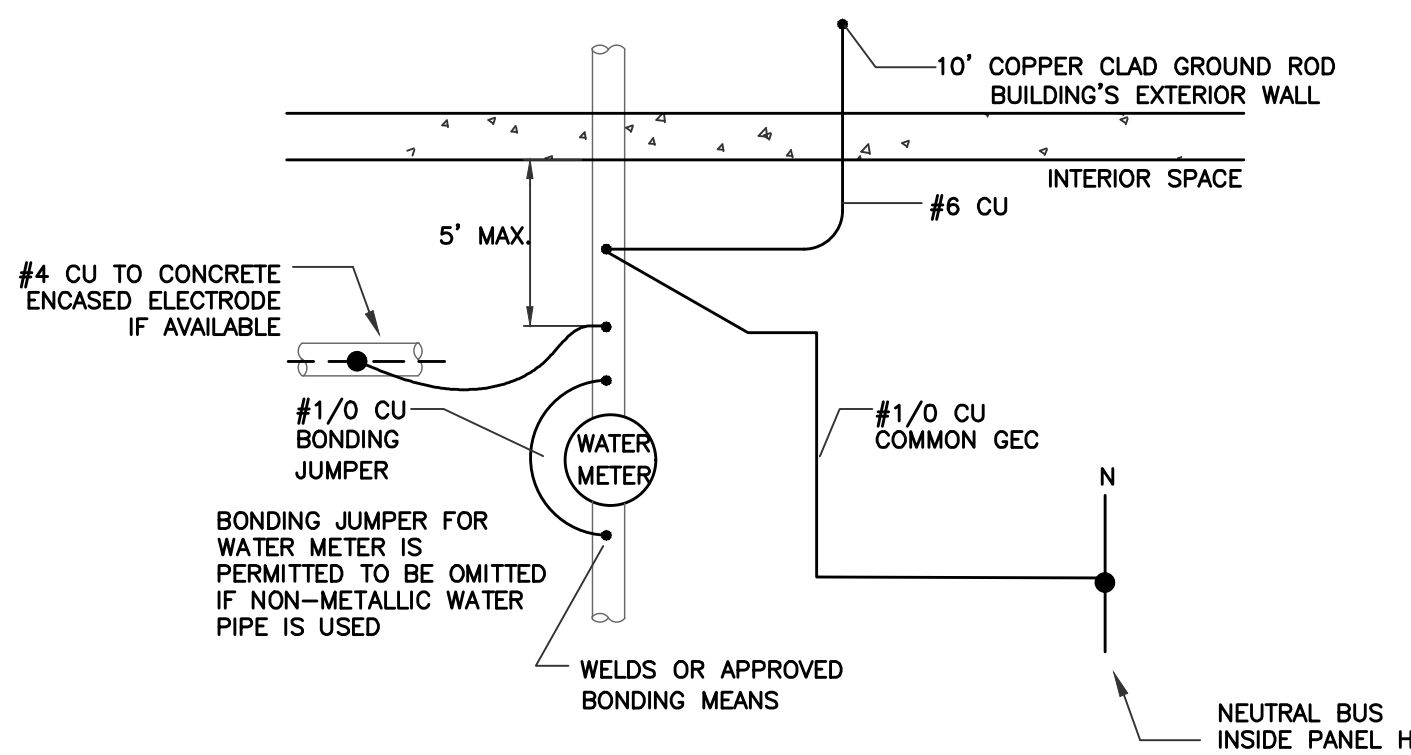 10' COPPER CLAD GROUND ROD
BUILDING'S EXTERIOR WALL
INTERIOR SPACE
#6 CU
5' MAX.
#4 CU TO CONCRETE
ENCASED ELECTRODE
IF AVAILABLE
#1/0 CU
BONDING
JUMPER
WATER
METER
#1/0 CU
COMMON GEC
N
BONDING JUMPER FOR
WATER METER IS
PERMITTED TO BE OMITTED
IF NON-METALLIC WATER
PIPE IS USED
WELDS OR APPROVED
BONDING MEANS
NEUTRAL BUS
INSIDE PANEL H